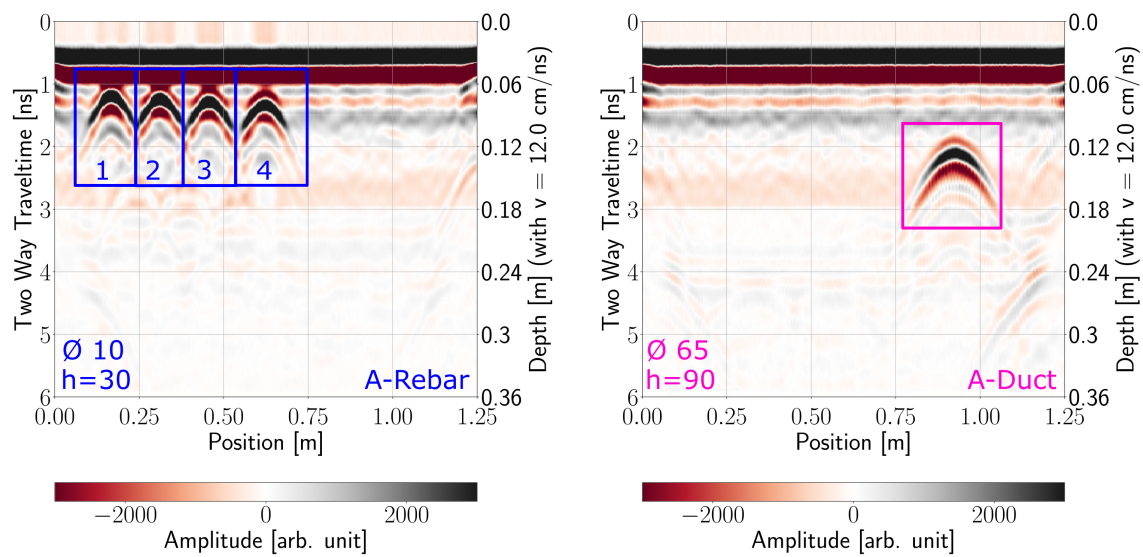 0
1
2
3
4
5
6
Two Way Traveltime [ns]
1 2 3 4
Ø 10
h=30
A-Rebar
0.0
0.06
0.12
0.18
0.24
0.3
0.36
Depth [m] (with v = 12.0 cm/ns)
0.00 0.25 0.50 0.75 1.00 1.25
Position [m]
−2000 0 2000
Amplitude [arb. unit]
0
1
2
3
4
5
6
Two Way Traveltime [ns]
Ø 65
h=90
A-Duct
0.0
0.06
0.12
0.18
0.24
0.3
0.36
Depth [m] (with v = 12.0 cm/ns)
0.00 0.25 0.50 0.75 1.00 1.25
Position [m]
−2000 0 2000
Amplitude [arb. unit]